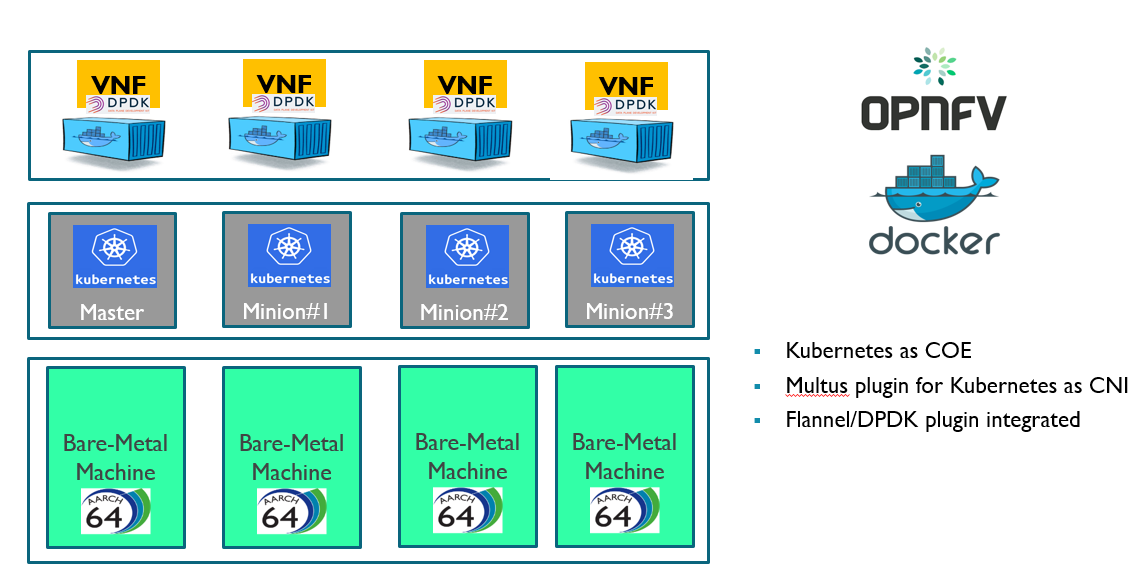 VNF
DPDK
VNF
DPDK
VNF
DPDK
VNF
DPDK
kubernetes
Master
kubernetes
Minion#1
kubernetes
Minion#2
kubernetes
Minion#3
Bare-Metal
Machine
AARCH
64
Bare-Metal
Machine
AARCH
64
Bare-Metal
Machine
AARCH
64
Bare-Metal
Machine
AARCH
64
OPNFV
docker
▪ Kubernetes as COE
▪ Multus plugin for Kubernetes as CNI
▪ Flannel/DPDK plugin integrated